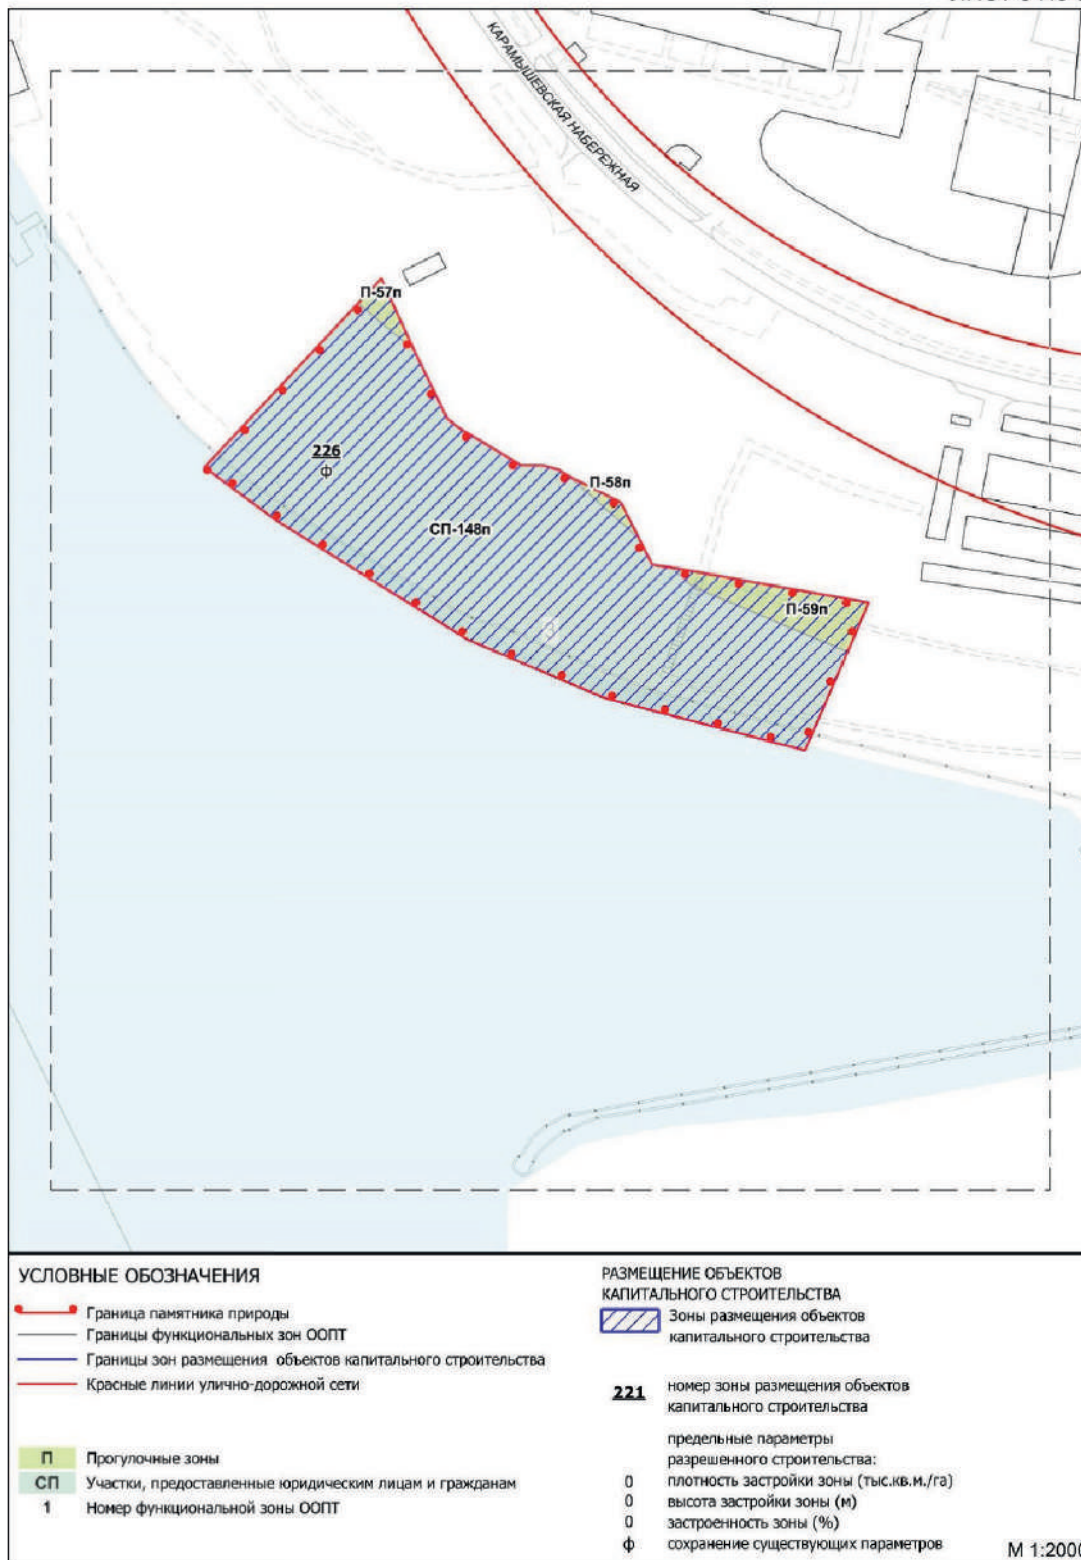 КАРАМЫШЕВСКАЯ НАБЕРЕЖНАЯ
П-57п
226
ф
П-58п
СП-148п
3
П-59п
УСЛОВНЫЕ ОБОЗНАЧЕНИЯ
Граница памятника природы
Границы функциональных зон ООПТ
Границы зон размещения объектов капитального строительства
Красные линии улично-дорожной сети
П Прогулочные зоны
СП Участки, предоставленные юридическим лицам и гражданам
1 Номер функциональной зоны ООПТ
РАЗМЕЩЕНИЕ ОБЪЕКТОВ
КАПИТАЛЬНОГО СТРОИТЕЛЬСТВА
Зоны размещения объектов
капитального строительства
221 номер зоны размещения объектов
капитального строительства
предельные параметры
разрешенного строительства:
0 плотность застройки зоны (тыс.кв.м./га)
0 высота застройки зоны (м)
0 застроенность зоны (%)
ф сохранение существующих параметров
М 1:2000